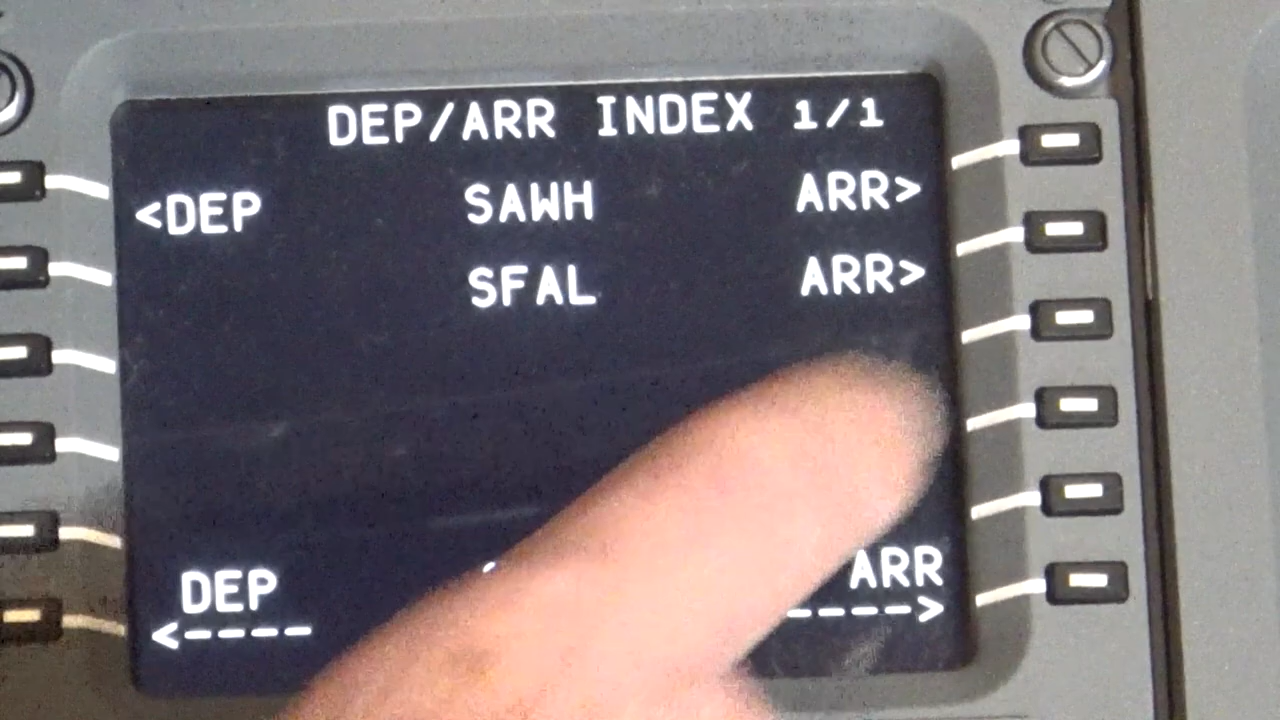 DEP/ARR INDEX 1/1
<DEP SAWH ARR>
SFAL ARR>
DEP ARR
<---- ---->